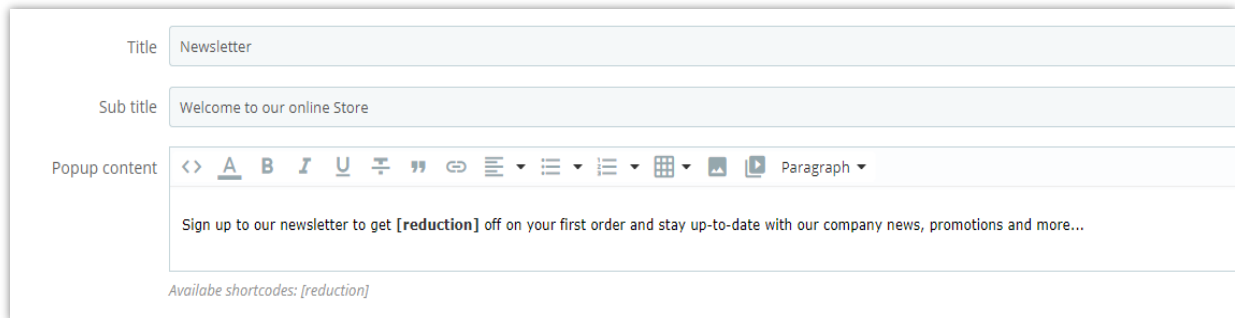 Title Newsletter
Sub title Welcome to our online Store
Popup content Paragraph
Sign up to our newsletter to get [reduction] off on your first order and stay up-to-date with our company news, promotions and more...
Availabe shortcodes: [reduction]